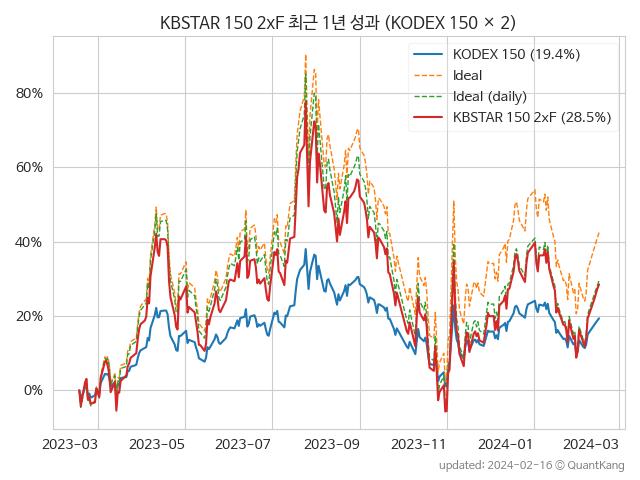 KBSTAR 150 2xF 최근 1년 성과 (KODEX 150 × 2)
KODEX 150 (19.4%)
Ideal
Ideal (daily)
KBSTAR 150 2xF (28.5%)
80%
60%
40%
20%
0%
2023−03 2023−05 2023−07 2023−09 2023−11 2024−01 2024−03
updated: 2024-02-16 © QuantKang